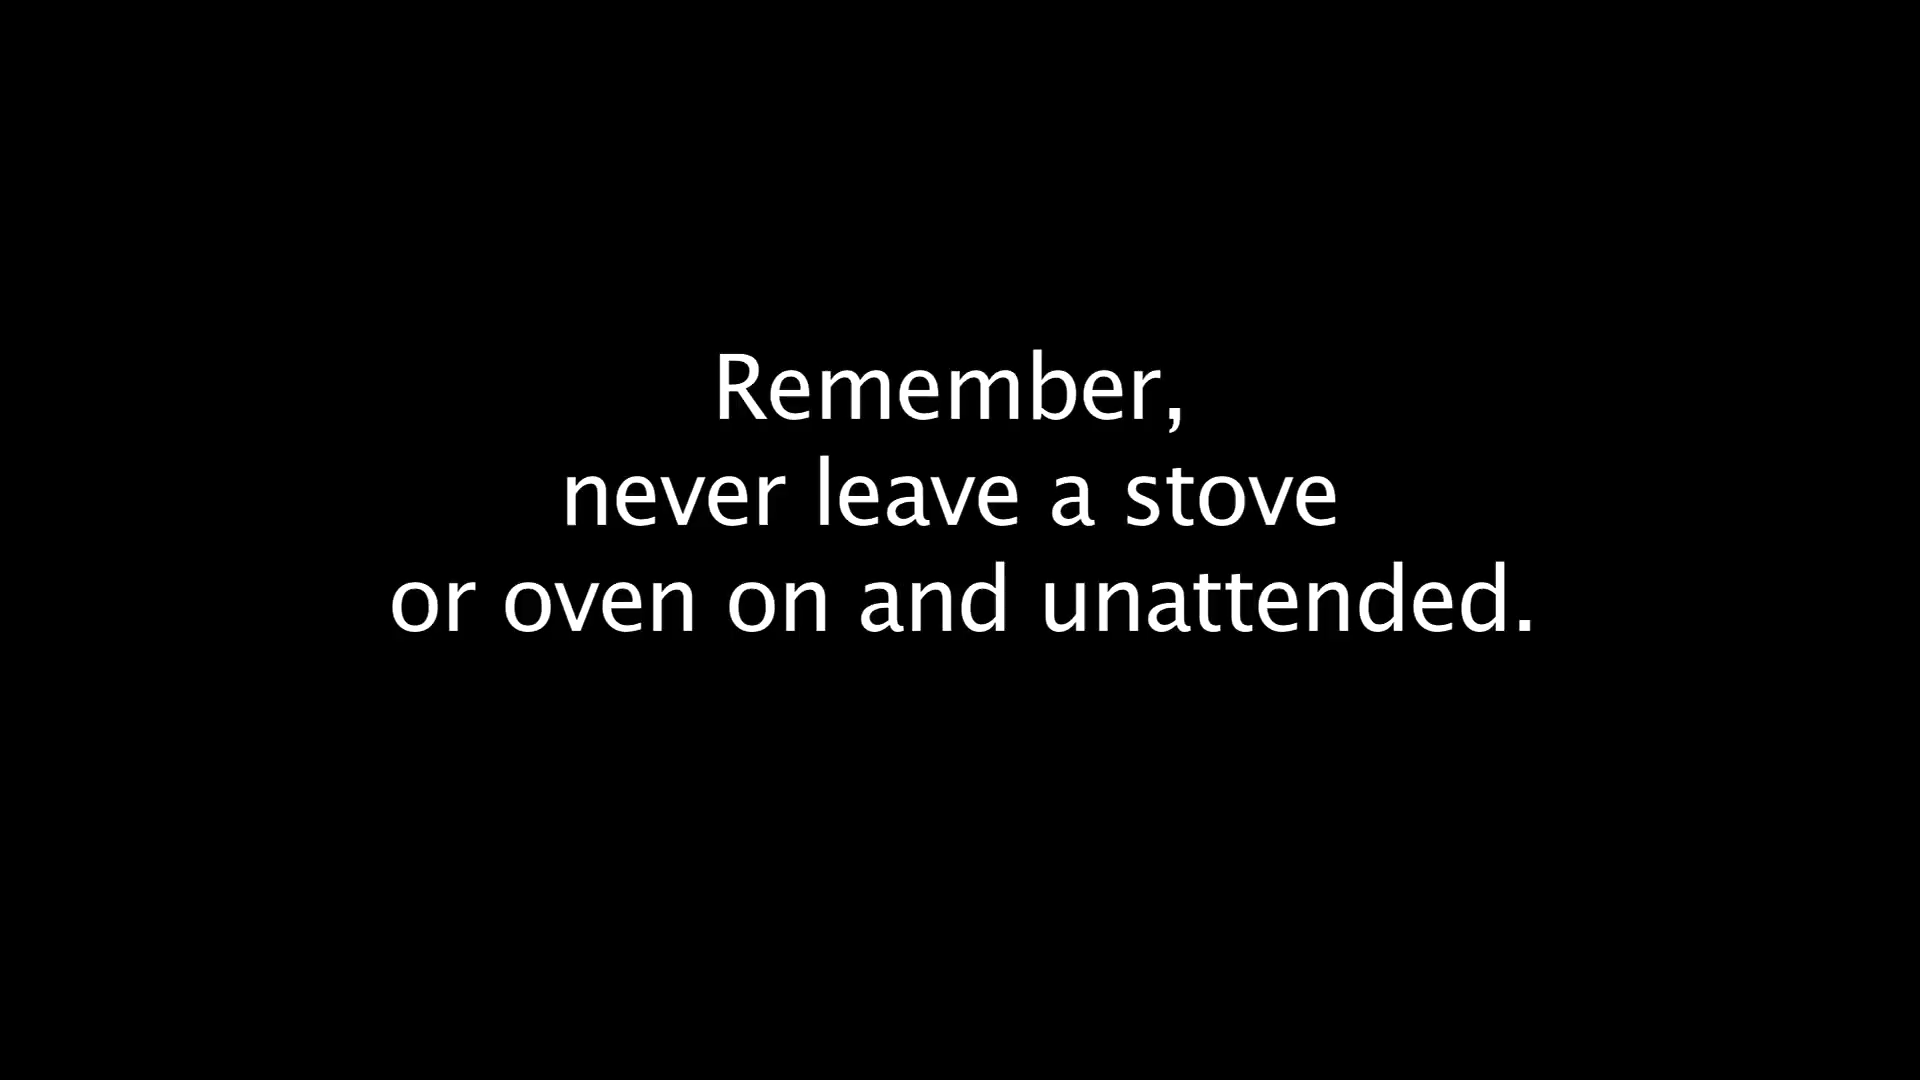 Remember,
never leave a stove
or oven on and unattended.